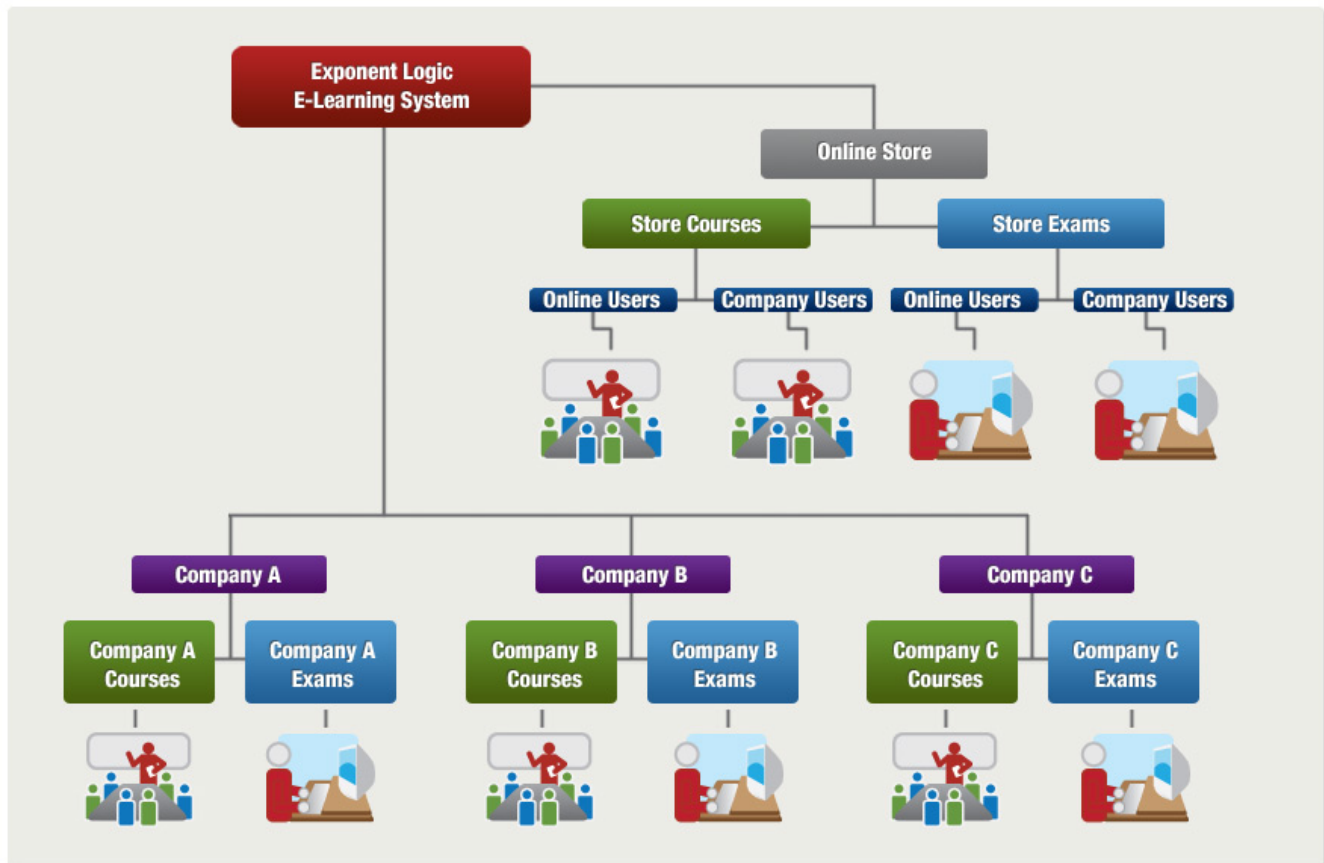 Exponent Logic
E-Learning System
Online Store
Store Courses
Store Exams
Online Users
Company Users
Online Users
Company Users
Company A
Company B
Company C
Company A
Courses
Company A
Exams
Company B
Courses
Company B
Exams
Company C
Courses
Company C
Exams